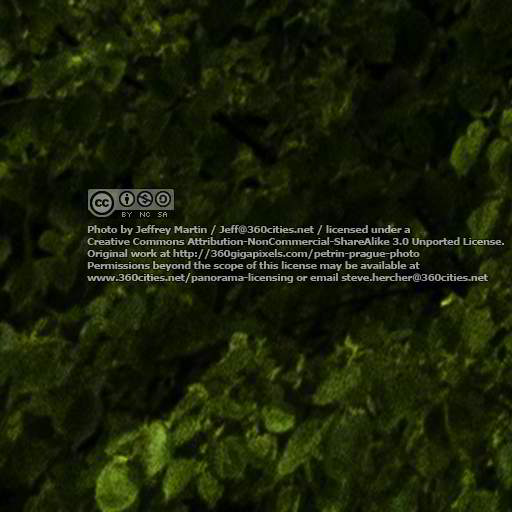 cc
BY NC SA
Photo by Jeffrey Martin / Jeff@360cities.net / licensed under a
Creative Commons Attribution-NonCommercial-ShareAlike 3.0 Unported License.
Original work at http://360gigapixels.com/petrin-prague-photo
Permissions beyond the scope of this license may be available at
www.360cities.net/panorama-licensing or email steve.hercher@360cities.net